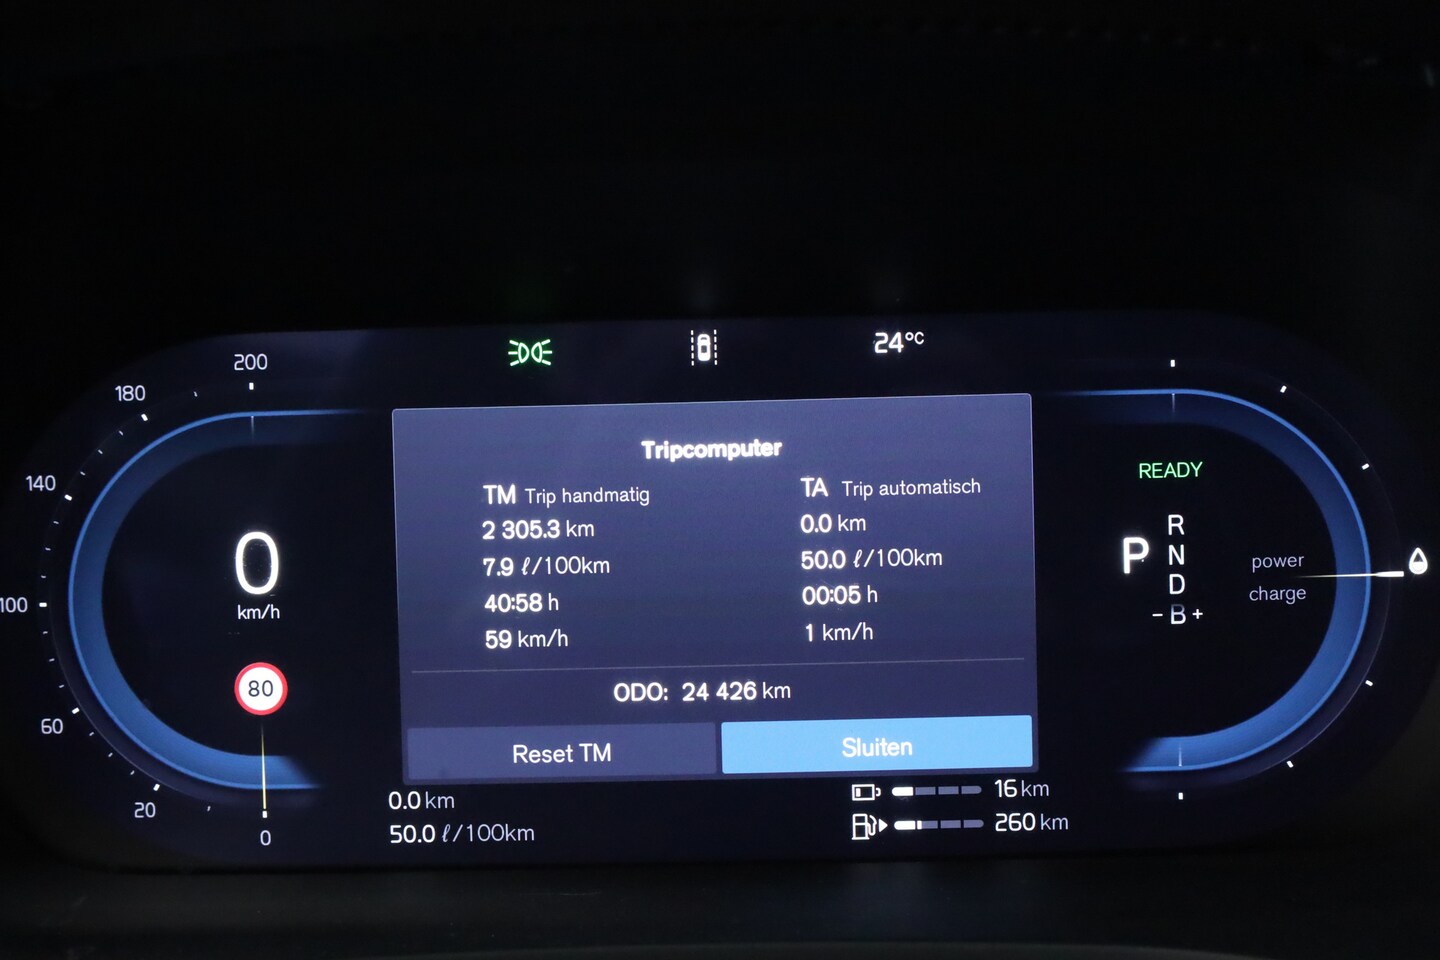 200
180
140
100
60
20
0
24°C
0
km/h
80
Tripcomputer
TM Trip handmatig
2 305.3 km
7.9 ℓ/100km
40:58 h
59 km/h
TA Trip automatisch
0.0 km
50.0 ℓ/100km
00:05 h
1 km/h
ODO: 24 426 km
Reset TM
Sluiten
0.0 km
50.0 ℓ/100km
16 km
260 km
READY
P
R
N
D
- B +
power
charge